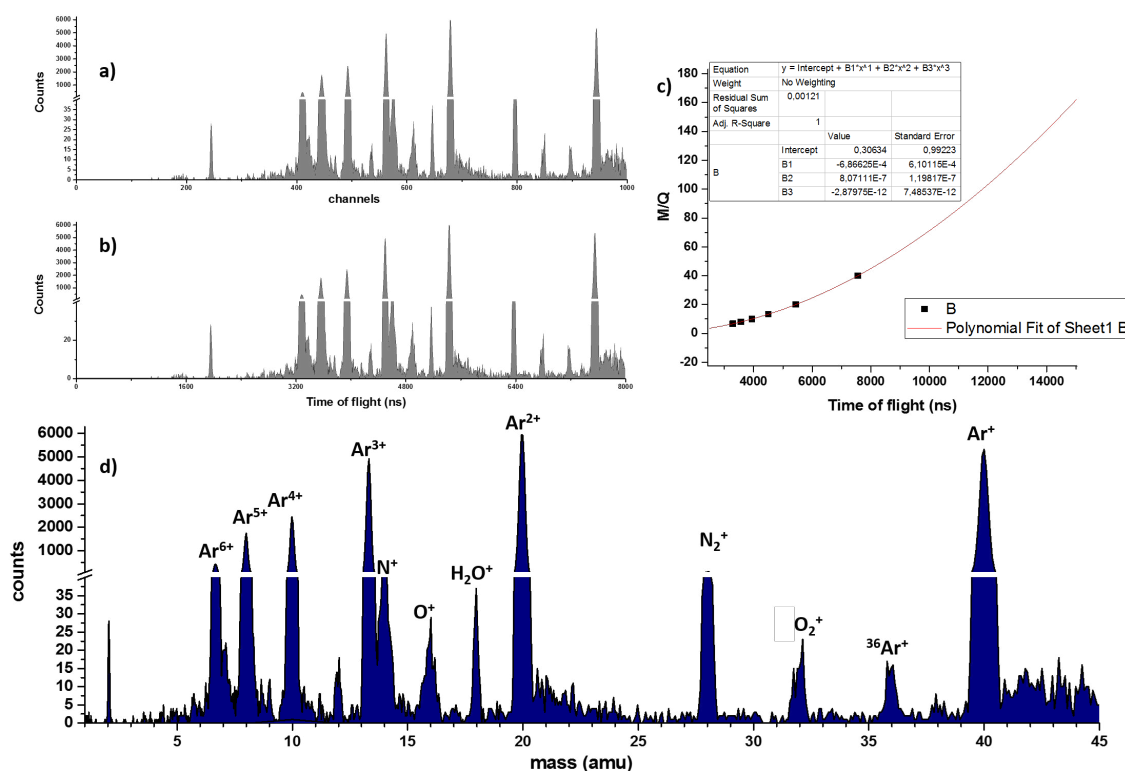 a)
6000
5000
4000
3000
2000
1000
35
30
25
20
15
10
5
0
Counts
0 200 400 600 800 1000
channels
b)
6000
5000
4000
3000
2000
1000
20
0
Counts
0 1600 3200 4800 6400 8000
Time of flight (ns)
c)
180
160
140
120
100
80
60
40
20
0
-20
M/Q
Equation y = Intercept + B1*x^1 + B2*x^2 + B3*x^3
Weight No Weighting
Residual Sum of Squares 0,00121
Adj. R-Square 1
Value Standard Error
B Intercept 0,30634 0,99223
B1 -6,86625E-4 6,10115E-4
B2 8,07111E-7 1,19817E-7
B3 -2,87975E-12 7,48537E-12
B
Polynomial Fit of Sheet1 B
4000 6000 8000 10000 12000 14000
Time of flight (ns)
d)
6000
5000
4000
3000
2000
1000
35
30
25
20
15
10
5
0
counts
Ar⁶⁺
Ar⁵⁺
Ar⁴⁺
Ar³⁺
N⁺
O⁺
H₂O⁺
Ar²⁺
N₂⁺
O₂⁺
³⁶Ar⁺
Ar⁺
5 10 15 20 25 30 35 40 45
mass (amu)